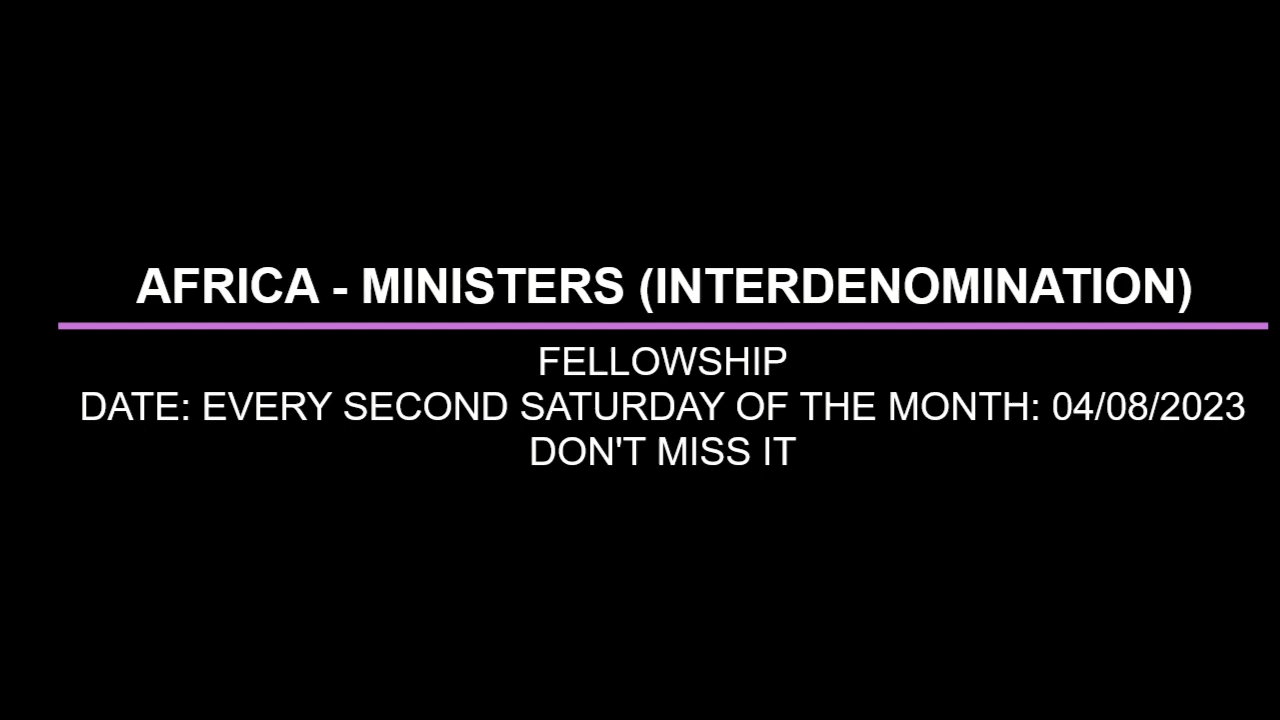 AFRICA - MINISTERS (INTERDENOMINATION)
FELLOWSHIP
DATE: EVERY SECOND SATURDAY OF THE MONTH: 04/08/2023
DON'T MISS IT